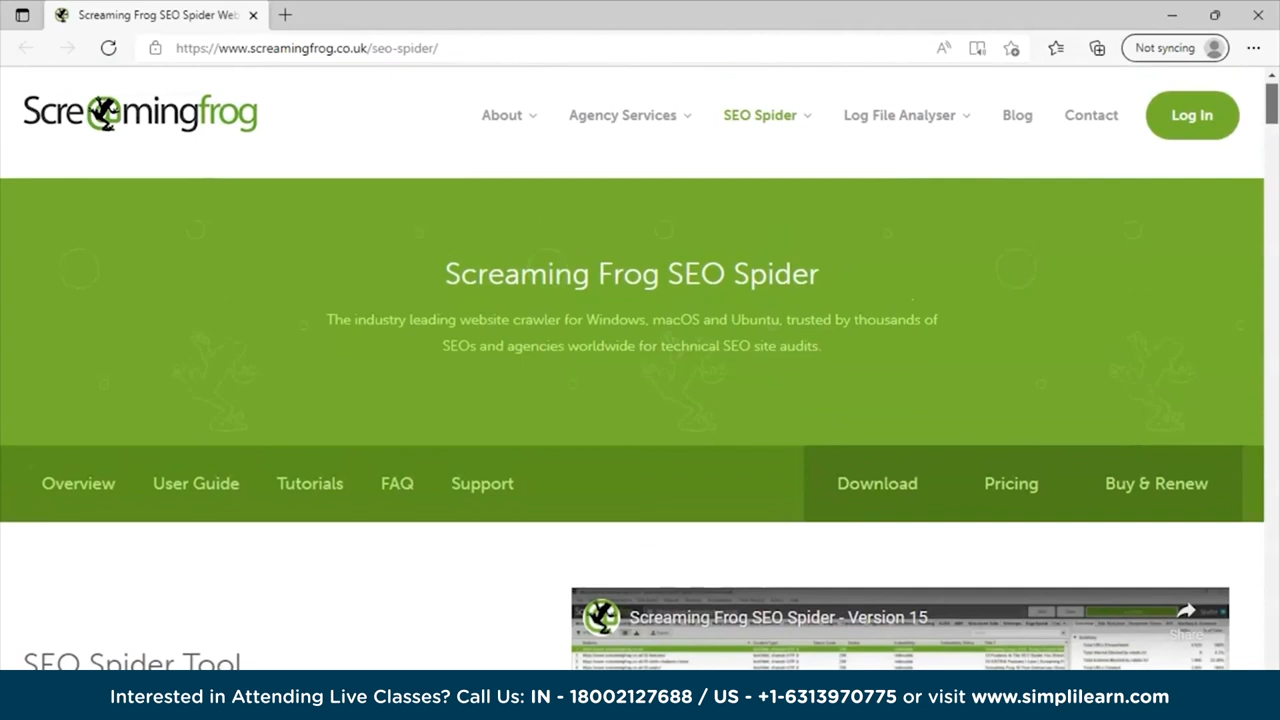 Screaming Frog SEO Spider Web
https://www.screamingfrog.co.uk/seo-spider/
Not syncing
Screamingfrog
About
Agency Services
SEO Spider
Log File Analyser
Blog
Contact
Log In
Screaming Frog SEO Spider
The industry leading website crawler for Windows, macOS and Ubuntu, trusted by thousands of
SEOs and agencies worldwide for technical SEO site audits.
Overview
User Guide
Tutorials
FAQ
Support
Download
Pricing
Buy & Renew
Screaming Frog SEO Spider - Version 15
Share
SEO Spider Tool
Interested in Attending Live Classes? Call Us: IN - 18002127688 / US - +1-6313970775 or visit www.simplilearn.com